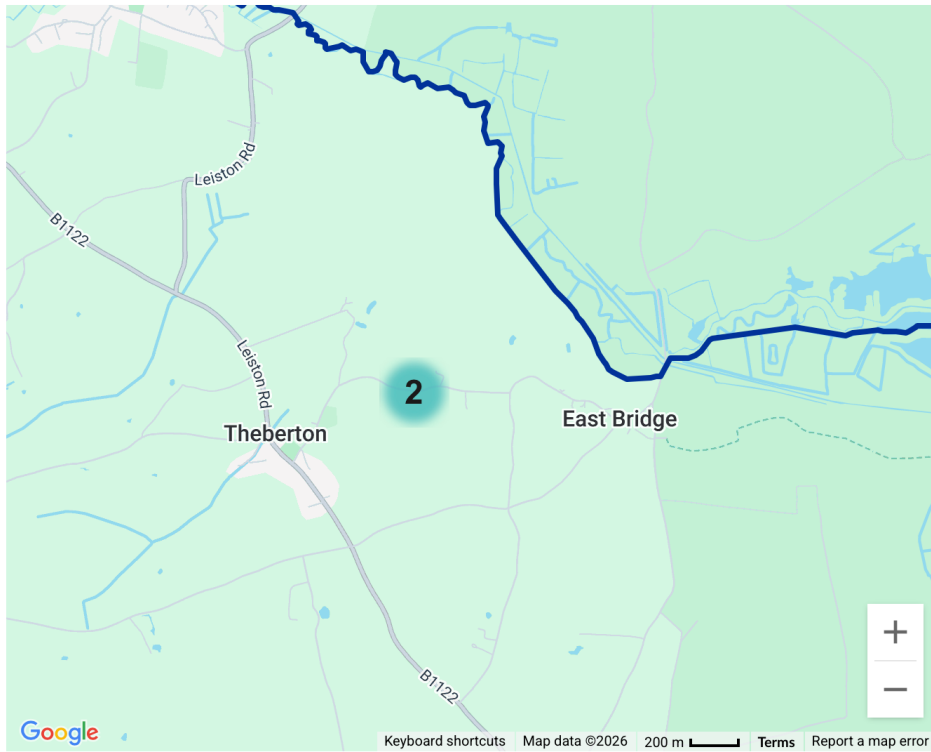 Leiston Rd
B1122
Leiston Rd
2
East Bridge
Theberton
B1122
Google
Keyboard shortcuts
Map data ©2026
200 m
Terms
Report a map error